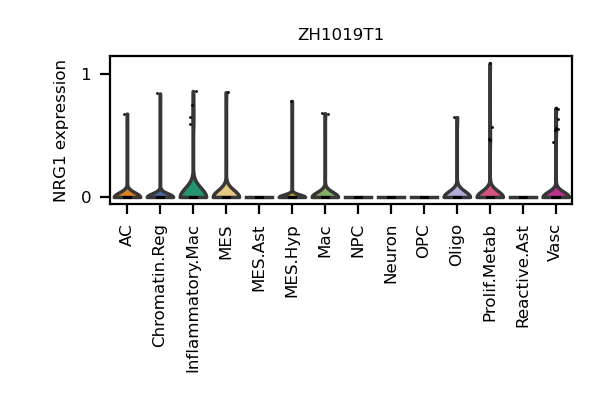 ZH1019T1
NRG1 expression
1
0
AC
Chromatin.Reg
Inflammatory.Mac
MES
MES.Ast
MES.Hyp
Mac
NPC
Neuron
OPC
Oligo
Prolif.Metab
Reactive.Ast
Vasc